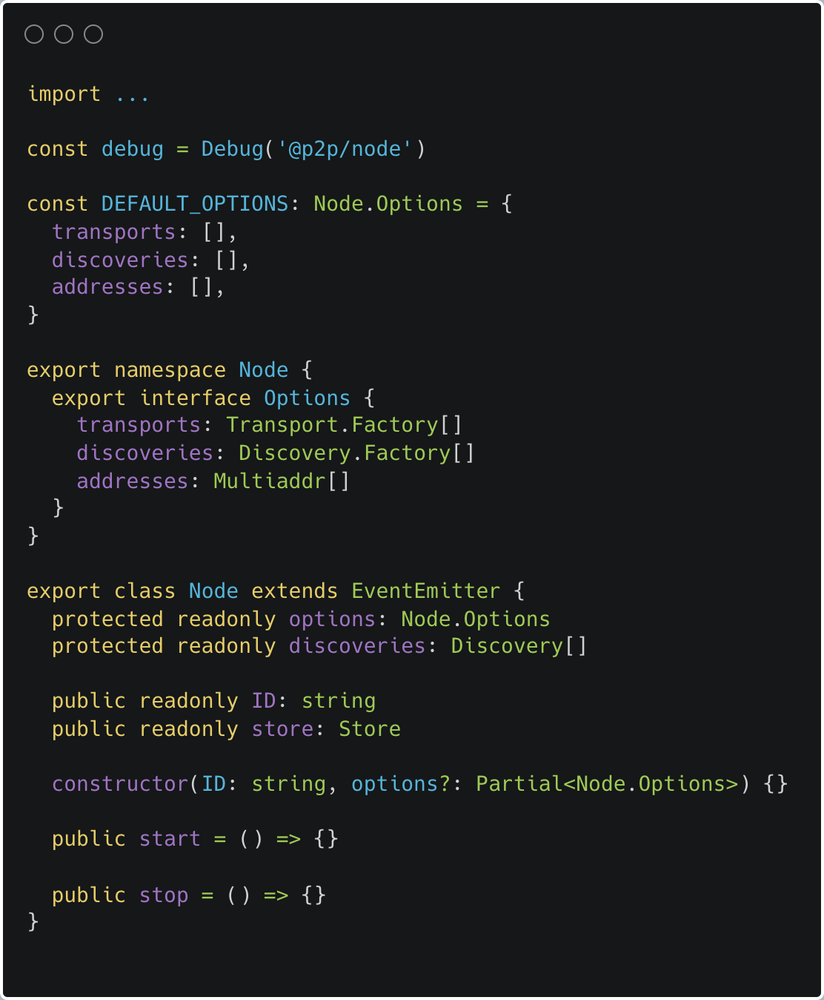 import ...

const debug = Debug('@p2p/node')

const DEFAULT_OPTIONS: Node.Options = {
  transports: [],
  discoveries: [],
  addresses: [],
}

export namespace Node {
  export interface Options {
    transports: Transport.Factory[]
    discoveries: Discovery.Factory[]
    addresses: Multiaddr[]
  }
}

export class Node extends EventEmitter {
  protected readonly options: Node.Options
  protected readonly discoveries: Discovery[]

  public readonly ID: string
  public readonly store: Store

  constructor(ID: string, options?: Partial<Node.Options>) {}

  public start = () => {}

  public stop = () => {}
}